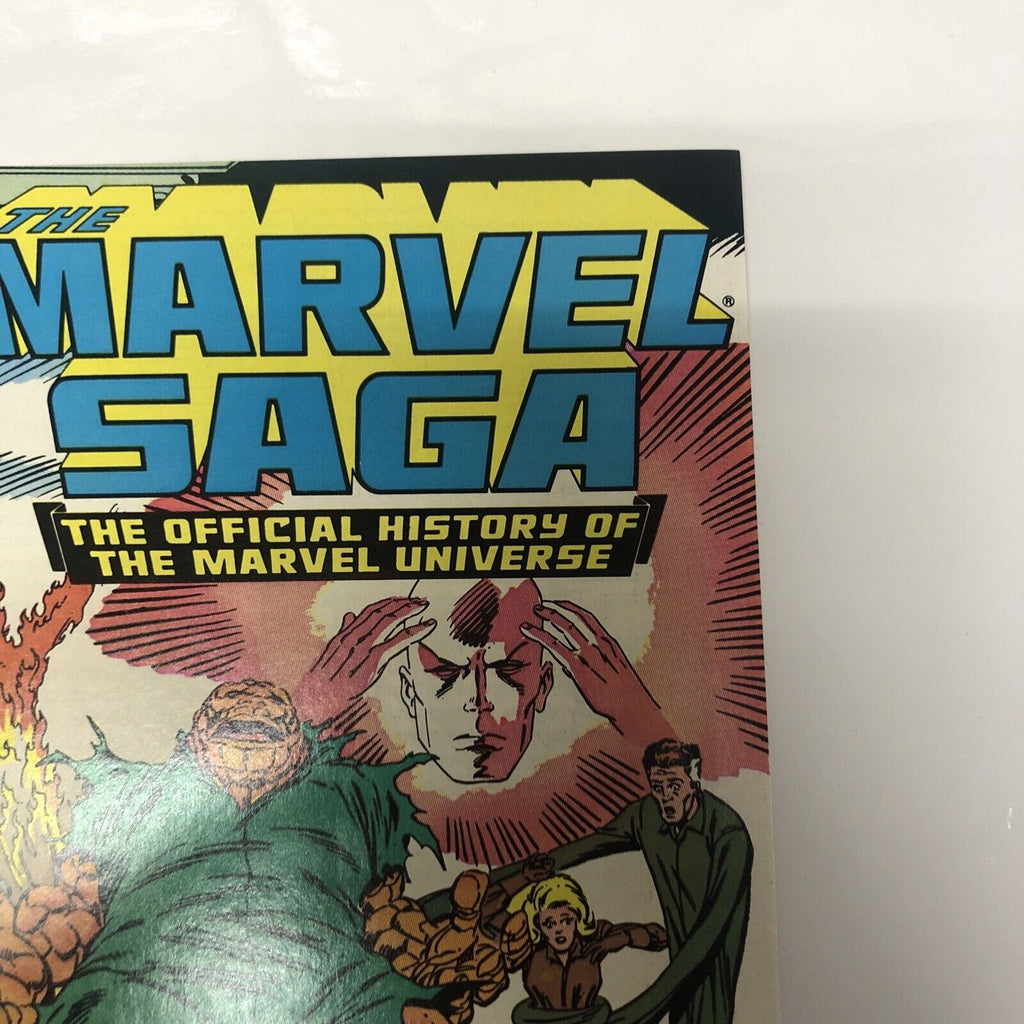 THE
MARVEL®
SAGA
THE OFFICIAL HISTORY OF
THE MARVEL UNIVERSE